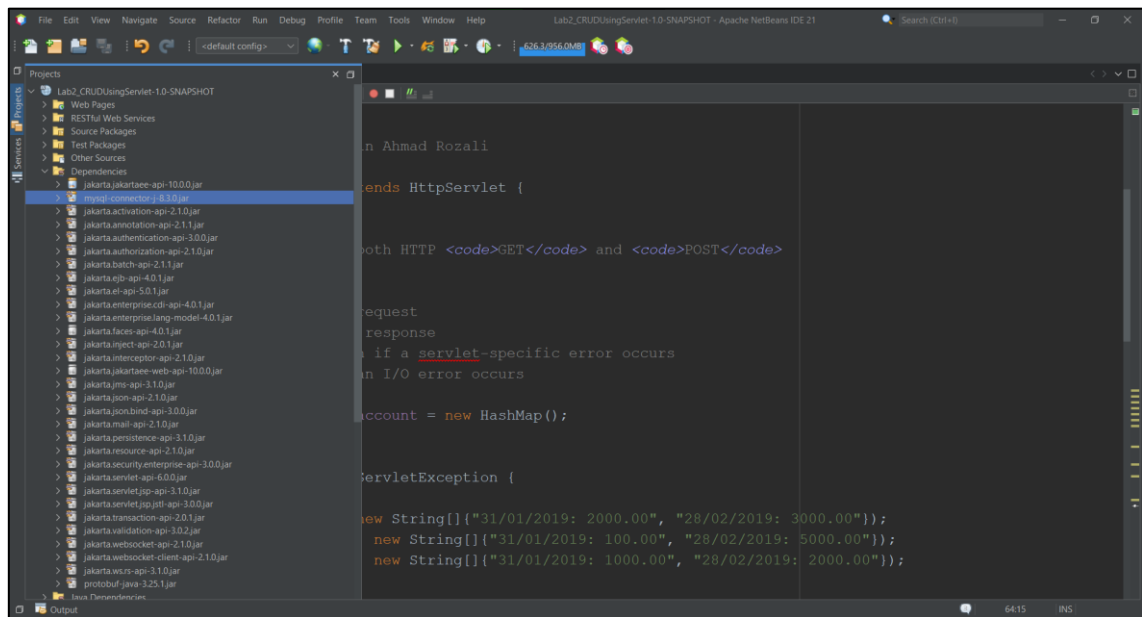 File Edit View Navigate Source Refactor Run Debug Profile Team Tools Window Help
Lab2_CRUDUsingServlet-1.0-SNAPSHOT - Apache NetBeans IDE 21
Search (Ctrl+I)
<default config>
626.3/956.0MB
Projects
Services
Projects
Lab2_CRUDUsingServlet-1.0-SNAPSHOT
Web Pages
RESTful Web Services
Source Packages
Test Packages
Other Sources
Dependencies
jakarta.jakartaee-api-10.0.0.jar
mysql-connector-j-8.3.0.jar
jakarta.activation-api-2.1.0.jar
jakarta.annotation-api-2.1.1.jar
jakarta.authentication-api-3.0.0.jar
jakarta.authorization-api-2.1.0.jar
jakarta.batch-api-2.1.1.jar
jakarta.ejb-api-4.0.1.jar
jakarta.el-api-5.0.1.jar
jakarta.enterprise.cdi-api-4.0.1.jar
jakarta.enterprise.lang-model-4.0.1.jar
jakarta.faces-api-4.0.1.jar
jakarta.inject-api-2.0.1.jar
jakarta.interceptor-api-2.1.0.jar
jakarta.jakartaee-web-api-10.0.0.jar
jakarta.jms-api-3.1.0.jar
jakarta.json-api-2.1.0.jar
jakarta.json.bind-api-3.0.0.jar
jakarta.mail-api-2.1.0.jar
jakarta.persistence-api-3.1.0.jar
jakarta.resource-api-2.1.0.jar
jakarta.security.enterprise-api-3.0.0.jar
jakarta.servlet-api-6.0.0.jar
jakarta.servlet.jsp-api-3.1.0.jar
jakarta.servlet.jsp.jstl-api-3.0.0.jar
jakarta.transaction-api-2.0.1.jar
jakarta.validation-api-3.0.2.jar
jakarta.websocket-api-2.1.0.jar
jakarta.websocket-client-api-2.1.0.jar
jakarta.ws.rs-api-3.1.0.jar
protobuf-java-3.25.1.jar
Java Dependencies
n Ahmad Rozali
ends HttpServlet {
oth HTTP <code>GET</code> and <code>POST</code>
equest
response
if a servlet-specific error occurs
n I/O error occurs
ccount = new HashMap();
ServletException {
new String[]{"31/01/2019: 2000.00", "28/02/2019: 3000.00"});
new String[]{"31/01/2019: 100.00", "28/02/2019: 5000.00"});
new String[]{"31/01/2019: 1000.00", "28/02/2019: 2000.00"});
Output
64:15 INS